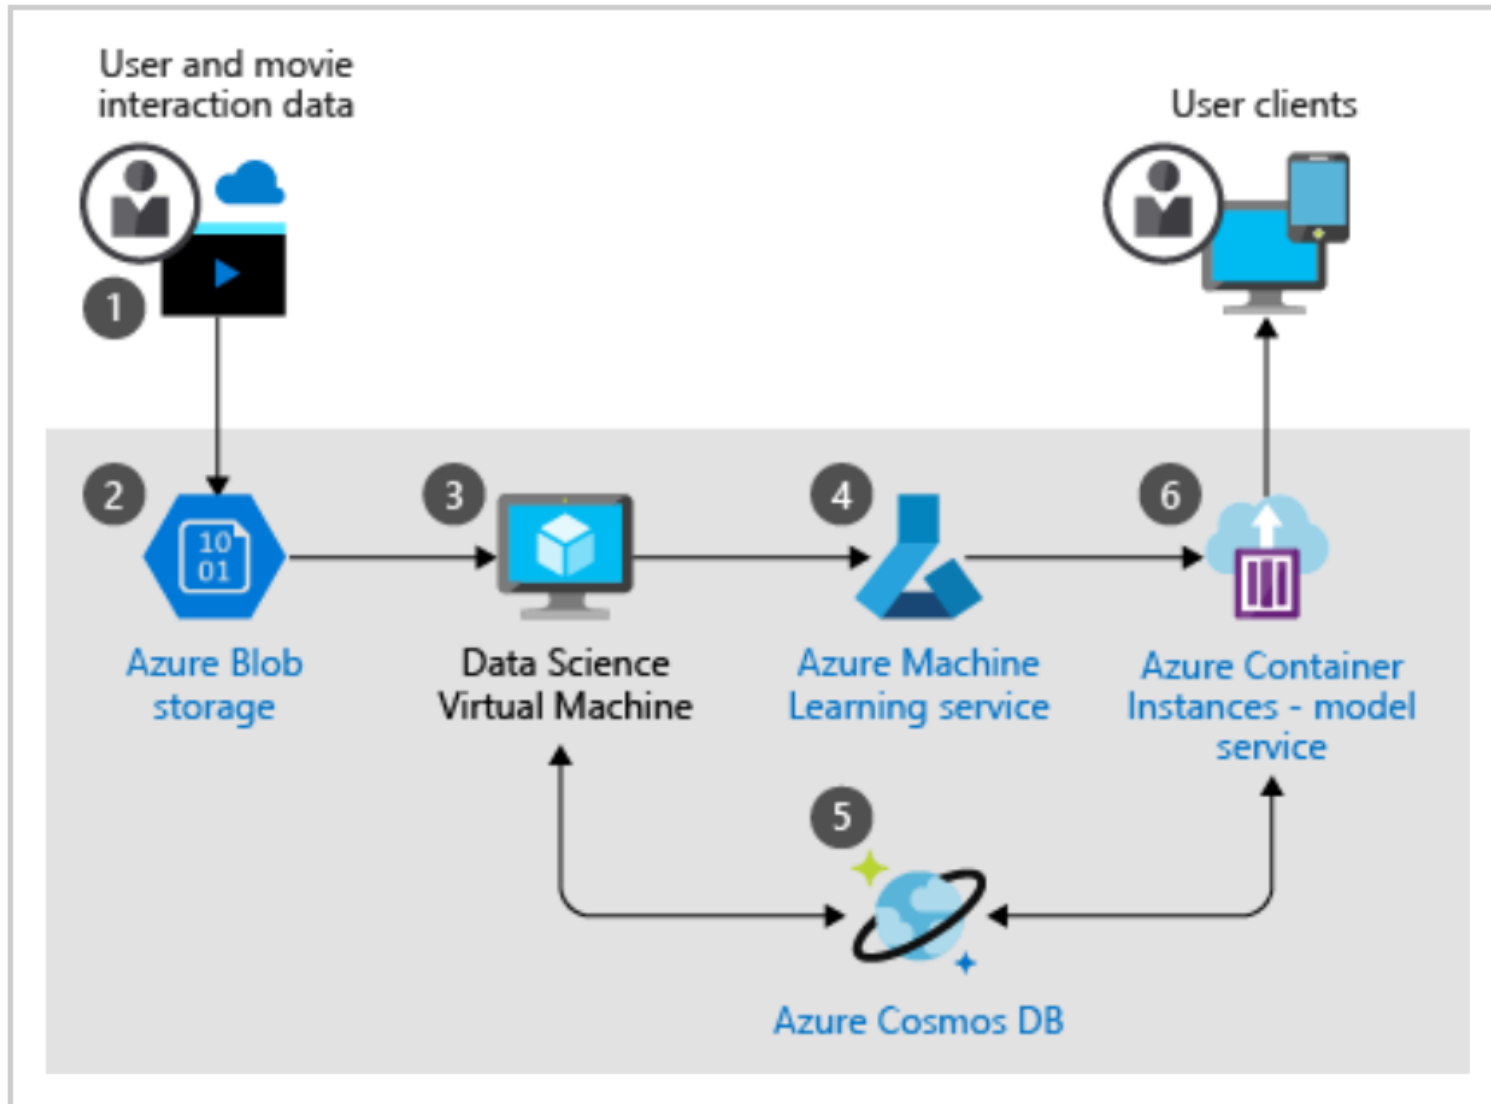 User and movie
interaction data
User clients
1
2
3
4
6
10
01
Azure Blob
storage
Data Science
Virtual Machine
Azure Machine
Learning service
Azure Container
Instances - model
service
5
Azure Cosmos DB